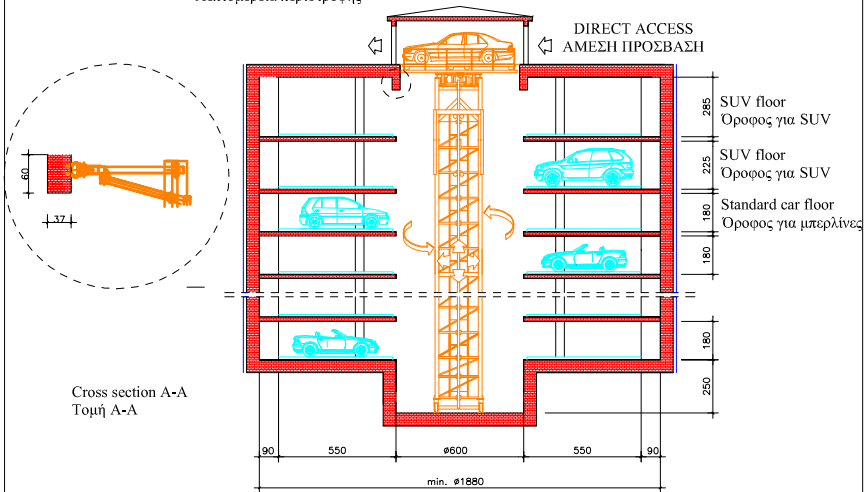 Λεπτομέρεια περιστροφής
DIRECT ACCESS
ΑΜΕΣΗ ΠΡΟΣΒΑΣΗ
285
SUV floor
Όροφος για SUV
225
SUV floor
Όροφος για SUV
60
37
180
Standard car floor
Όροφος για μπερλίνες
180
180
250
Cross section A-A
Τομή A-A
90
550
ø600
550
90
min. ø1880